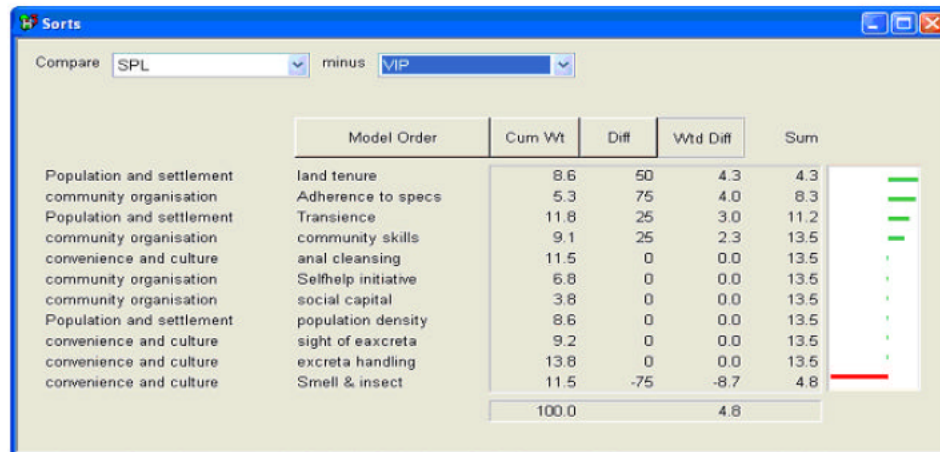 Sorts
Compare SPL minus VIP
Model Order Cum Wt Diff Wtd Diff Sum
Population and settlement land tenure 8.6 50 4.3 4.3
community organisation Adherence to specs 5.3 75 4.0 8.3
Population and settlement Transience 11.8 25 3.0 11.2
community organisation community skills 9.1 25 2.3 13.5
convenience and culture anal cleansing 11.5 0 0.0 13.5
community organisation Selfhelp initiative 6.8 0 0.0 13.5
community organisation social capital 3.8 0 0.0 13.5
Population and settlement population density 8.6 0 0.0 13.5
convenience and culture sight of eaxcreta 9.2 0 0.0 13.5
convenience and culture excreta handling 13.8 0 0.0 13.5
convenience and culture Smell & insect 11.5 -75 -8.7 4.8
100.0 4.8